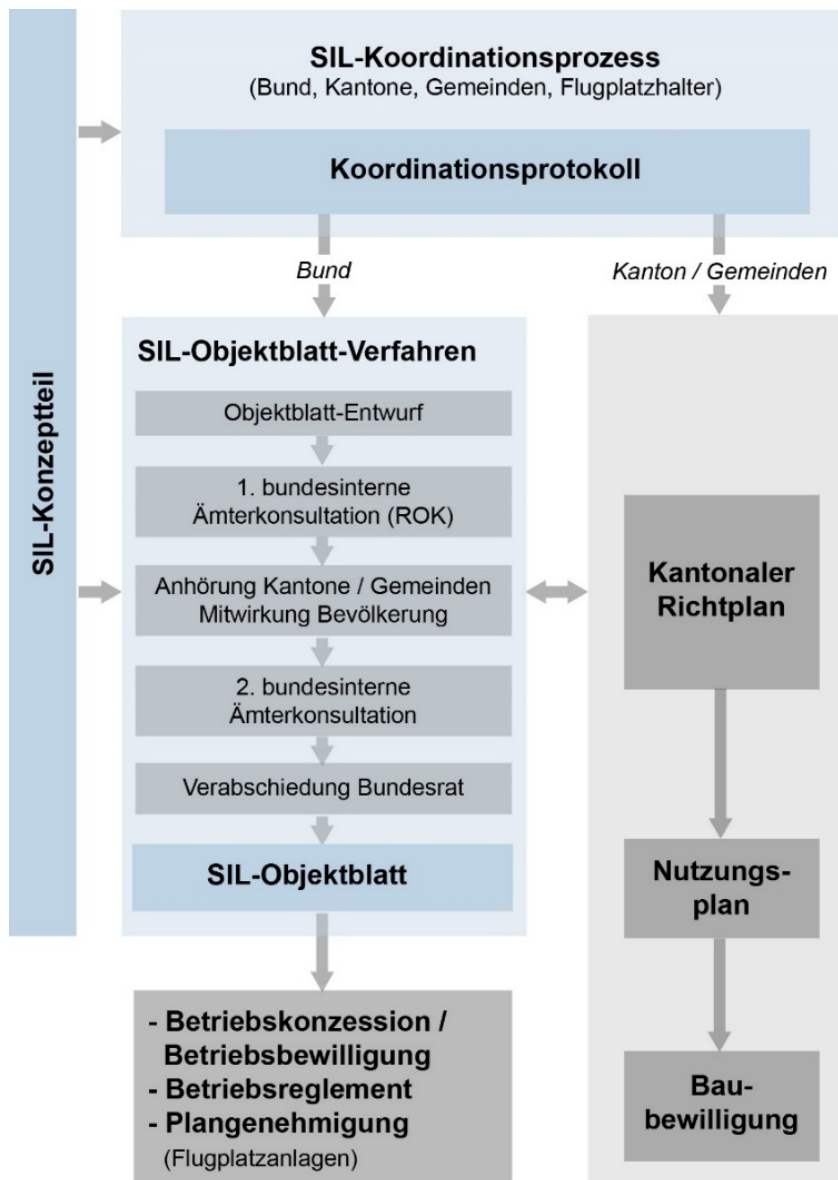 SIL-Konzeptteil
SIL-Koordinationsprozess
(Bund, Kantone, Gemeinden, Flugplatzhalter)
Koordinationsprotokoll
Bund
Kanton / Gemeinden
SIL-Objektblatt-Verfahren
Objektblatt-Entwurf
1. bundesinterne
Ämterkonsultation (ROK)
Anhörung Kantone / Gemeinden
Mitwirkung Bevölkerung
2. bundesinterne
Ämterkonsultation
Verabschiedung Bundesrat
SIL-Objektblatt
- Betriebskonzession /
Betriebsbewilligung
- Betriebsreglement
- Plangenehmigung
(Flugplatzanlagen)
Kantonaler
Richtplan
Nutzungs-
plan
Bau-
bewilligung